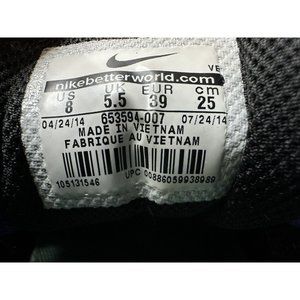 VE
nikebetterworld.com
US UK EUR cm
8 5.5 39 25
04/24/14 653594-007 07/24/14
MADE IN VIETNAM
FABRIQUE AU VIETNAM
105131546
UPC 00886059938989